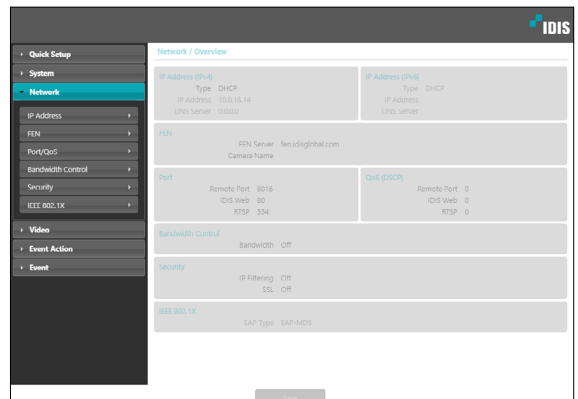 IDIS
Quick Setup
System
Network
IP Address
FEN
Port/QoS
Bandwidth Control
Security
IEEE 802.1X
Video
Event Action
Event
Network / Overview
IP Address (IPv4)
Type DHCP
IP Address 10.0.16.14
DNS Server 0.0.0.0
IP Address (IPv6)
Type DHCP
IP Address
DNS Server
FEN
FEN Server fen.idisglobal.com
Camera Name
Port
Remote Port 8016
IDIS Web 80
RTSP 554
QoS (DSCP)
Remote Port 0
IDIS Web 0
RTSP 0
Bandwidth Control
Bandwidth Off
Security
IP Filtering Off
SSL Off
IEEE 802.1X
EAP Type EAP-MD5
Save